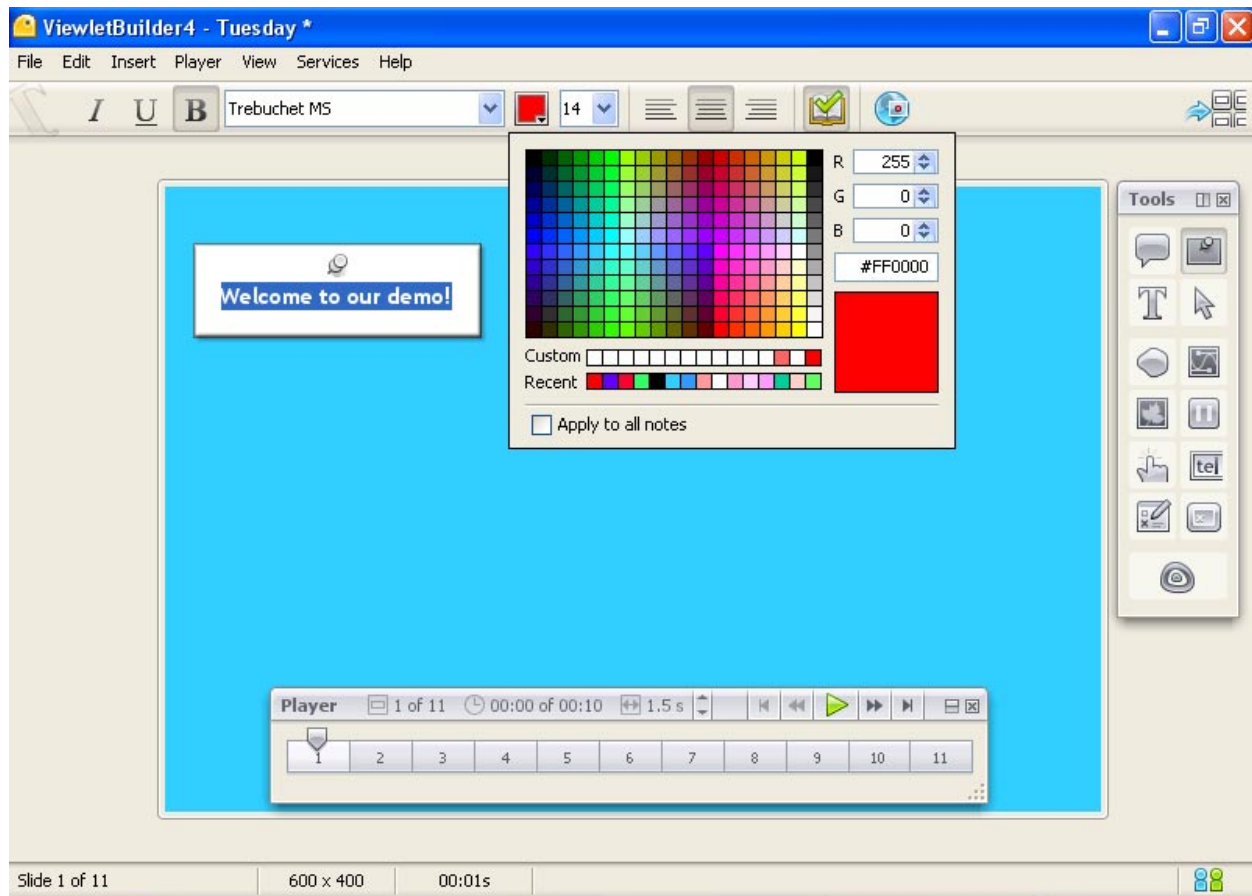 ViewletBuilder4 - Tuesday *
File Edit Insert Player View Services Help
I U B Trebuchet MS 14
R 255
G 0
B 0
#FF0000
Custom
Recent
Apply to all notes
Welcome to our demo!
Tools
T
tel
Player 1 of 11 00:00 of 00:10 1.5 s
1 2 3 4 5 6 7 8 9 10 11
Slide 1 of 11 600 x 400 00:01s